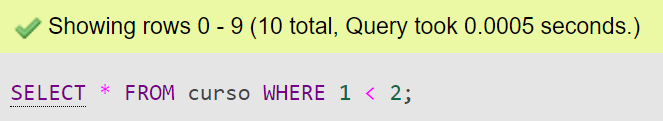 Showing rows 0 - 9 (10 total, Query took 0.0005 seconds.)
SELECT * FROM curso WHERE 1 < 2;